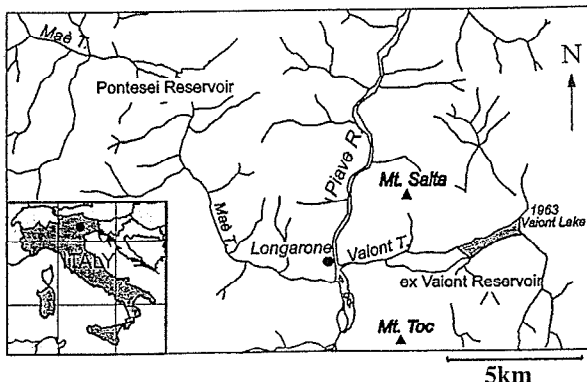 Maè T.
Pontesei Reservoir
N
Piave R.
Mt. Salta
1963
Vaiont Lake
Maè T.
Longarone
Vaiont T.
ITALY
ex Vaiont Reservoir
Mt. Toc
5km